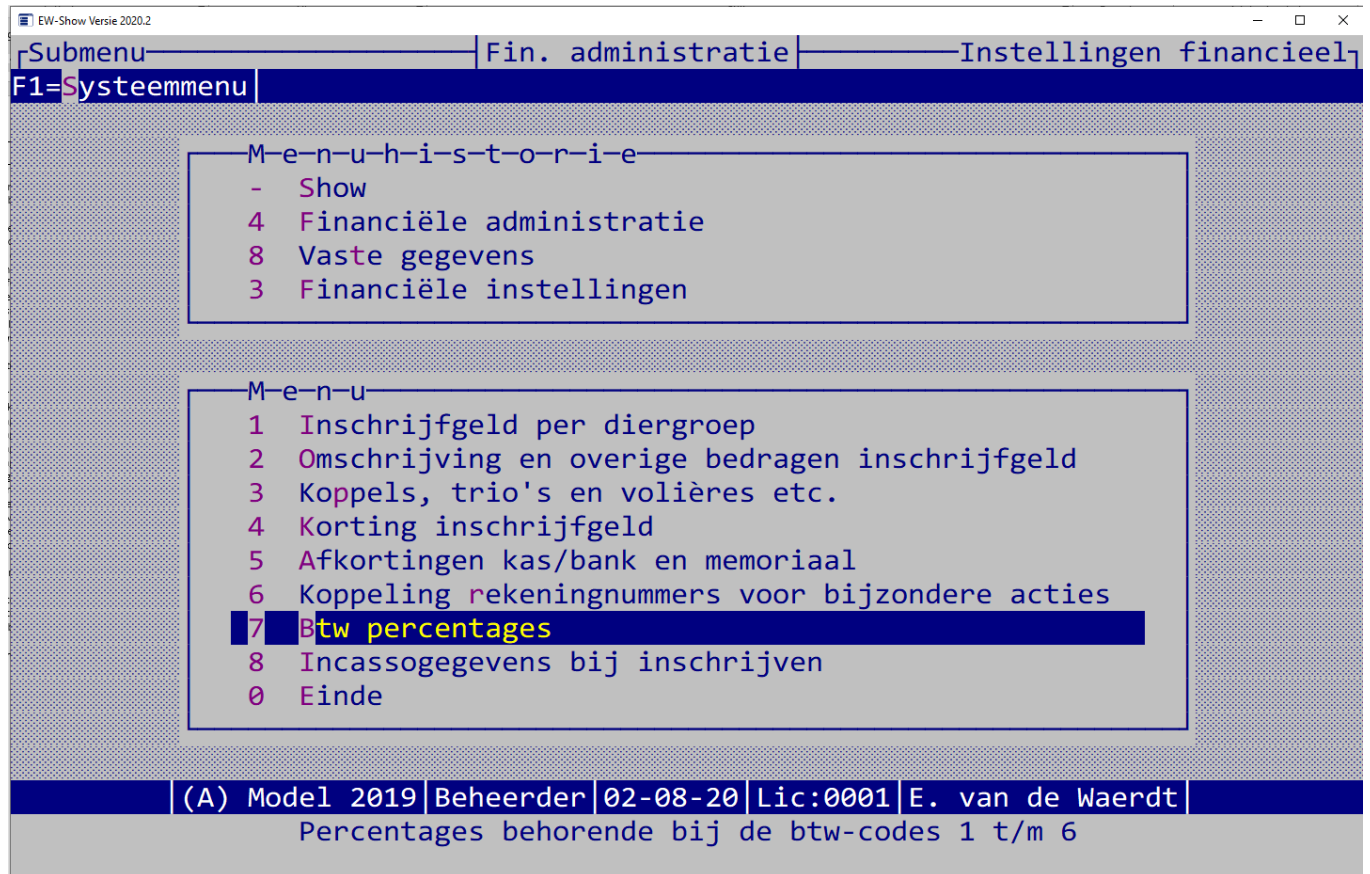 EW-Show Versie 2020.2
Submenu Fin. administratie Instellingen financieel
F1=Systeemmenu
M-e-n-u-h-i-s-t-o-r-i-e
- Show
4 Financiële administratie
8 Vaste gegevens
3 Financiële instellingen
M-e-n-u
1 Inschrijfgeld per diergroep
2 Omschrijving en overige bedragen inschrijfgeld
3 Koppels, trio's en volières etc.
4 Korting inschrijfgeld
5 Afkortingen kas/bank en memoriaal
6 Koppeling rekeningnummers voor bijzondere acties
7 Btw percentages
8 Incassogegevens bij inschrijven
0 Einde
(A) Model 2019|Beheerder|02-08-20|Lic:0001|E. van de Waerdt|
Percentages behorende bij de btw-codes 1 t/m 6